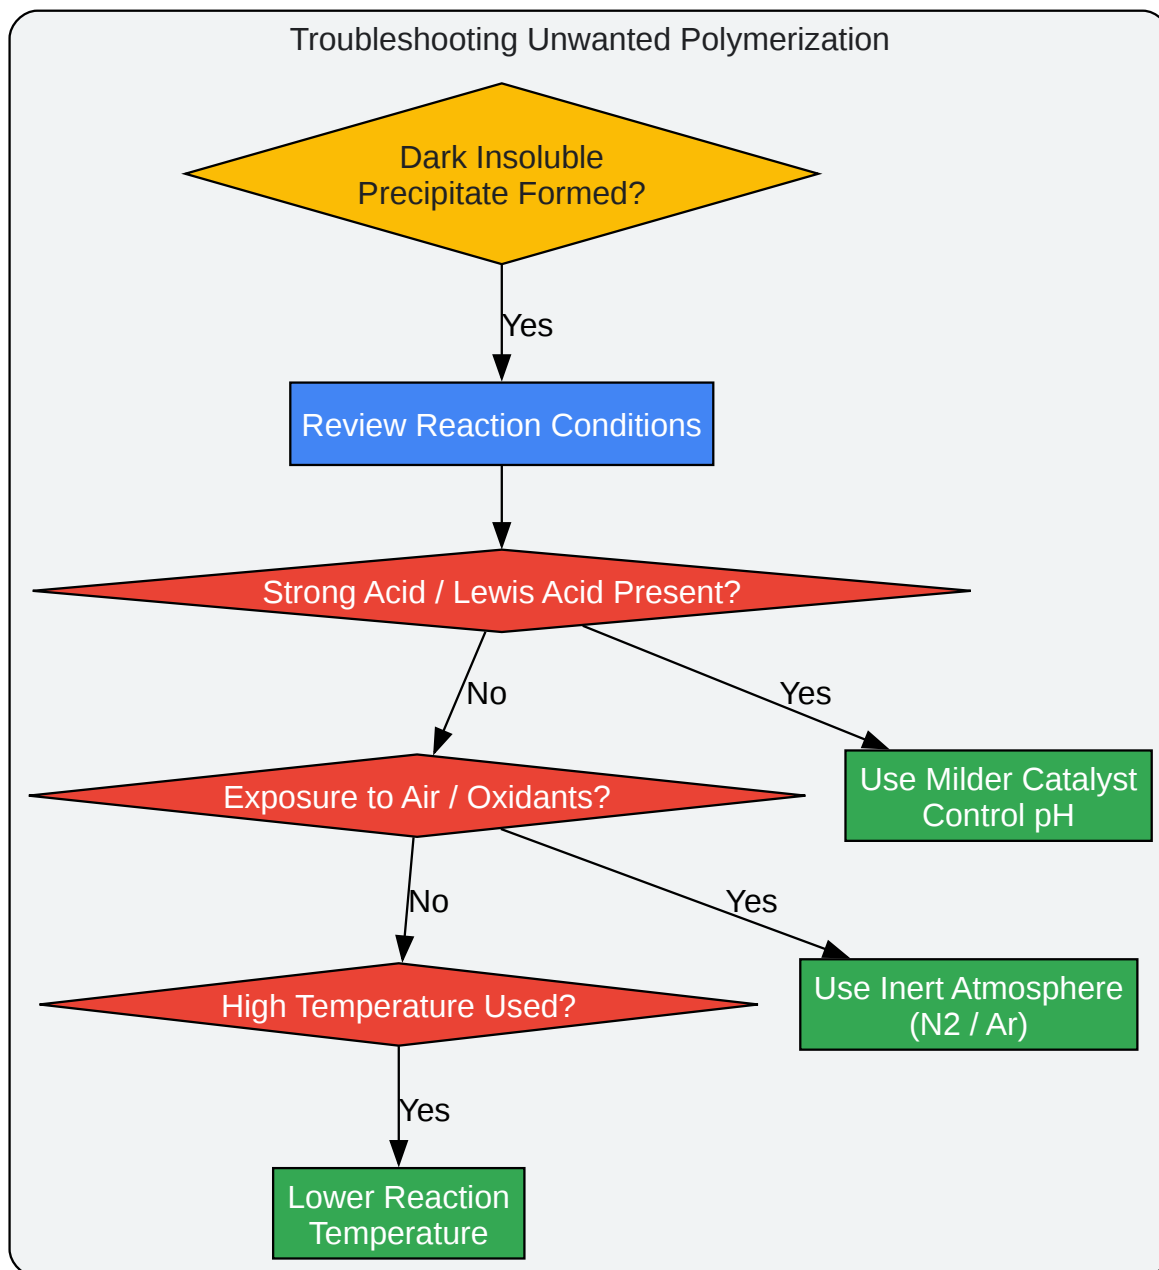 Troubleshooting Unwanted Polymerization
Dark Insoluble
Precipitate Formed?
Yes
Review Reaction Conditions
Strong Acid / Lewis Acid Present?
No
Yes
Use Milder Catalyst
Control pH
Exposure to Air / Oxidants?
No
Yes
Use Inert Atmosphere
(N2 / Ar)
High Temperature Used?
Yes
Lower Reaction
Temperature